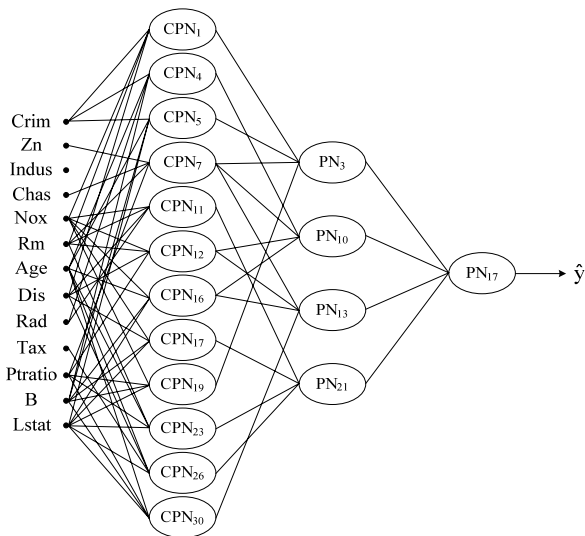 Crim
Zn
Indus
Chas
Nox
Rm
Age
Dis
Rad
Tax
Ptratio
B
Lstat
CPN₁
CPN₄
CPN₅
CPN₇
CPN₁₁
CPN₁₂
CPN₁₆
CPN₁₇
CPN₁₉
CPN₂₃
CPN₂₆
CPN₃₀
PN₃
PN₁₀
PN₁₃
PN₂₁
PN₁₇
ŷ